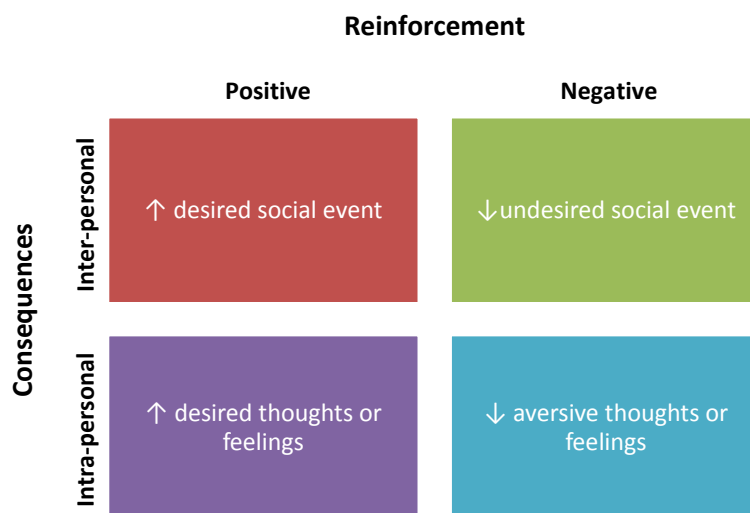 Reinforcement
Positive
Negative
Consequences
Inter-personal
↑ desired social event
↓undesired social event
Intra-personal
↑ desired thoughts or
feelings
↓ aversive thoughts or
feelings